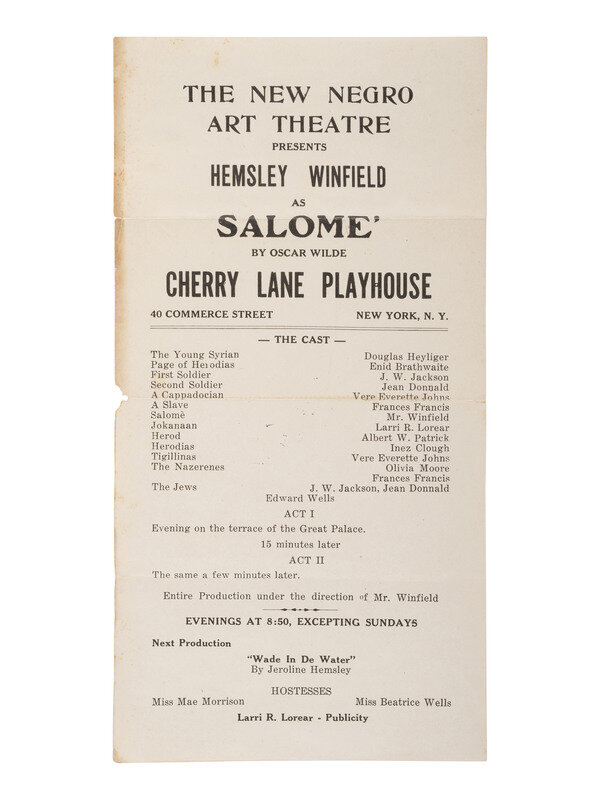 THE NEW NEGRO
ART THEATRE
PRESENTS
HEMSLEY WINFIELD
AS
SALOME'
BY OSCAR WILDE
CHERRY LANE PLAYHOUSE
40 COMMERCE STREET NEW YORK, N. Y.
— THE CAST —
The Young Syrian Douglas Heyliger
Page of Herodias Enid Brathwaite
First Soldier J. W. Jackson
Second Soldier Jean Donnald
A Cappadocian Vere Everette Johns
A Slave Frances Francis
Salomè Mr. Winfield
Jokanaan Larri R. Lorear
Herod Albert W. Patrick
Herodias Inez Clough
Tigillinas Vere Everette Johns
The Nazerenes Olivia Moore
Frances Francis
The Jews J. W. Jackson, Jean Donnald
Edward Wells
ACT I
Evening on the terrace of the Great Palace.
15 minutes later
ACT II
The same a few minutes later.
Entire Production under the direction of Mr. Winfield
EVENINGS AT 8:50, EXCEPTING SUNDAYS
Next Production
"Wade In De Water"
By Jeroline Hemsley
HOSTESSES
Miss Mae Morrison Miss Beatrice Wells
Larri R. Lorear - Publicity